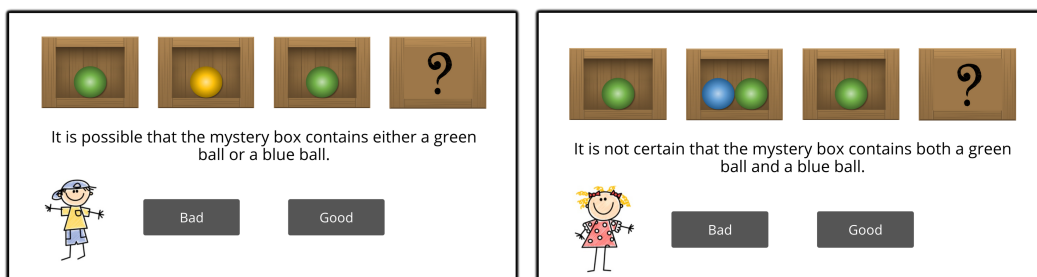 ?
It is possible that the mystery box contains either a green
ball or a blue ball.
Bad
Good
?
It is not certain that the mystery box contains both a green
ball and a blue ball.
Bad
Good